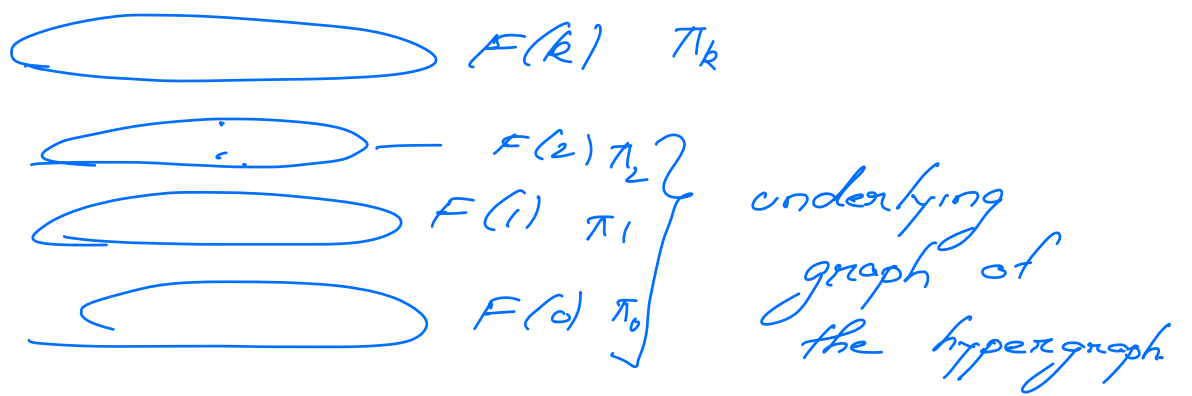 F(k) π_k
F(2) π_2
F(1) π_1
F(0) π_0
underlying
graph of
the hypergraph